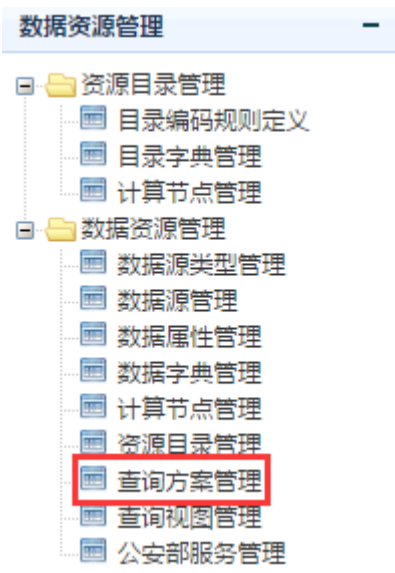 数据资源管理
资源目录管理
目录编码规则定义
目录字典管理
计算节点管理
数据资源管理
数据源类型管理
数据源管理
数据属性管理
数据字典管理
计算节点管理
资源目录管理
查询方案管理
查询视图管理
公安部服务管理